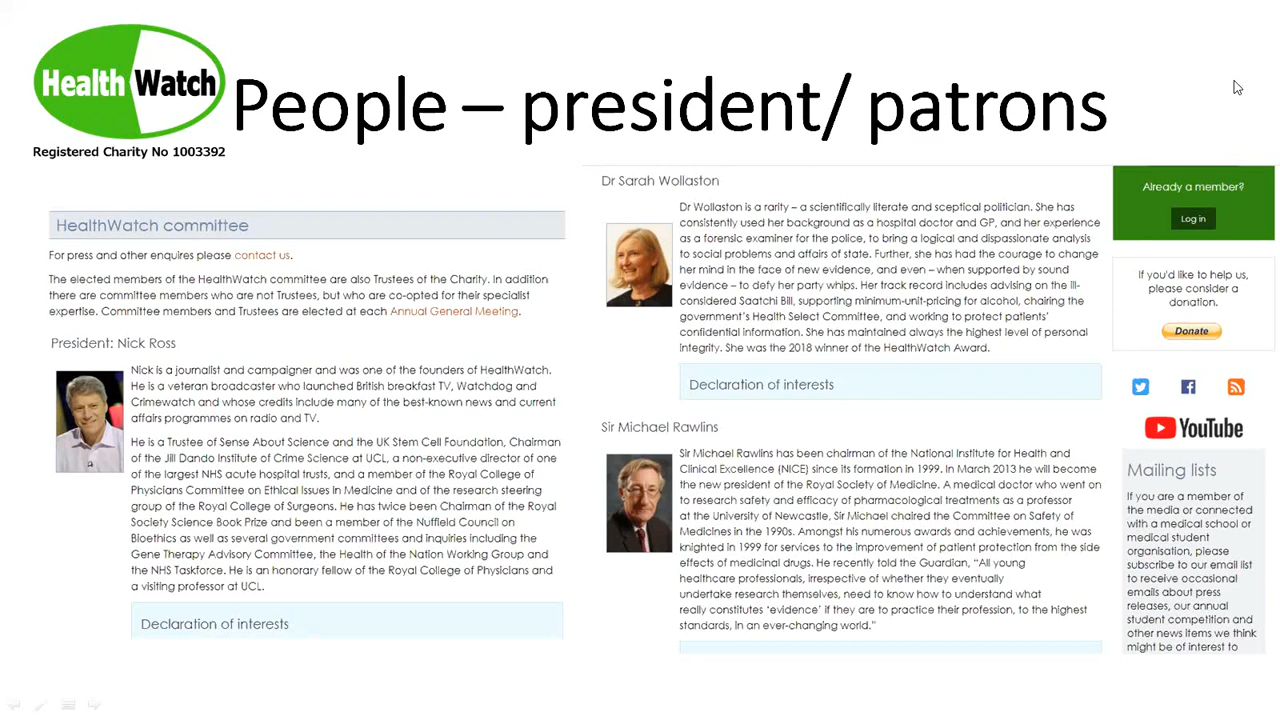 Health Watch
Registered Charity No 1003392
People – president/ patrons
HealthWatch committee
For press and other enquires please contact us.
The elected members of the HealthWatch committee are also Trustees of the Charity. In addition
there are committee members who are not Trustees, but who are co-opted for their specialist
expertise. Committee members and Trustees are elected at each Annual General Meeting.
President: Nick Ross
Nick is a journalist and campaigner and was one of the founders of HealthWatch.
He is a veteran broadcaster who launched British breakfast TV, Watchdog and
Crimewatch and whose credits include many of the best-known news and current
affairs programmes on radio and TV.
He is a Trustee of Sense About Science and the UK Stem Cell Foundation, Chairman
of the Jill Dando Institute of Crime Science at UCL, a non-executive director of one
of the largest NHS acute hospital trusts, and a member of the Royal College of
Physicians Committee on Ethical Issues in Medicine and of the research steering
group of the Royal College of Surgeons. He has twice been Chairman of the Royal
Society Science Book Prize and been a member of the Nuffield Council on
Bioethics as well as several government committees and inquiries including the
Gene Therapy Advisory Committee, the Health of the Nation Working Group and
the NHS Taskforce. He is an honorary fellow of the Royal College of Physicians and
a visiting professor at UCL.
Declaration of interests
Dr Sarah Wollaston
Dr Wollaston is a rarity – a scientifically literate and sceptical politician. She has
consistently used her background as a hospital doctor and GP, and her experience
as a forensic examiner for the police, to bring a logical and dispassionate analysis
to social problems and affairs of state. Further, she has had the courage to change
her mind in the face of new evidence, and even – when supported by sound
evidence – to defy her party whips. Her track record includes advising on the ill-
considered Saatchi Bill, supporting minimum-unit-pricing for alcohol, chairing the
government's Health Select Committee, and working to protect patients'
confidential information. She has maintained always the highest level of personal
integrity. She was the 2018 winner of the HealthWatch Award.
Declaration of interests
Sir Michael Rawlins
Sir Michael Rawlins has been chairman of the National Institute for Health and
Clinical Excellence (NICE) since its formation in 1999. In March 2013 he will become
the new president of the Royal Society of Medicine. A medical doctor who went on
to research safety and efficacy of pharmacological treatments as a professor
at the University of Newcastle, Sir Michael chaired the Committee on Safety of
Medicines in the 1990s. Amongst his numerous awards and achievements, he was
knighted in 1999 for services to the improvement of patient protection from the side
effects of medicinal drugs. He recently told the Guardian, "All young
healthcare professionals, irrespective of whether they eventually
undertake research themselves, need to know how to understand what
really constitutes 'evidence' if they are to practice their profession, to the highest
standards, in an ever-changing world."
Already a member?
Log in
If you'd like to help us,
please consider a
donation.
Donate
YouTube
Mailing lists
If you are a member of
the media or connected
with a medical school or
medical student
organisation, please
subscribe to our email list
to receive occasional
emails about press
releases, our annual
student competition and
other news items we think
might be of interest to